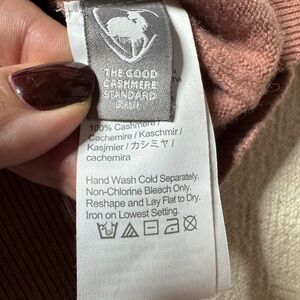 THE GOOD
CASHMERE
STANDARD
100% Cashmere /
Cachemire / Kaschmir /
Kasjmier / カシミヤ /
cachemira
Hand Wash Cold Separately.
Non-Chlorine Bleach Only.
Reshape and Lay Flat to Dry.
Iron on Lowest Setting.